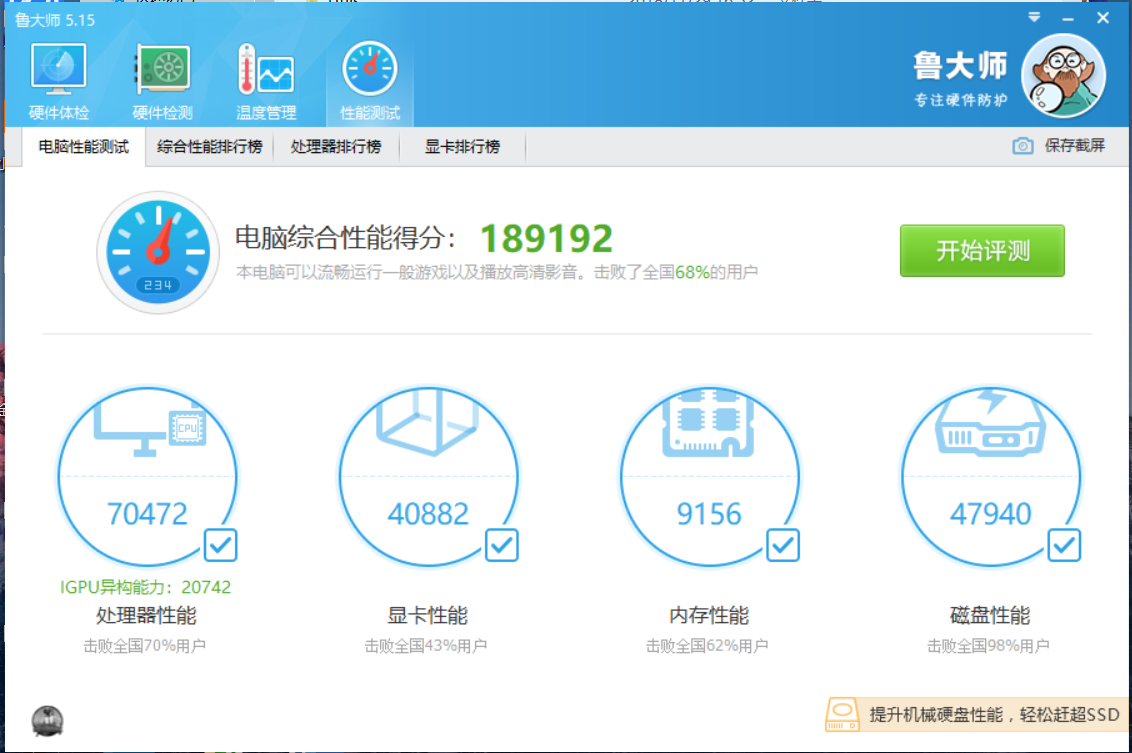 鲁大师 5.15
硬件体检
硬件检测
温度管理
性能测试
鲁大师
专注硬件防护
电脑性能测试
综合性能排行榜
处理器排行榜
显卡排行榜
保存截屏
电脑综合性能得分：189192
本电脑可以流畅运行一般游戏以及播放高清影音。击败了全国68%的用户
开始评测
234
CPU
70472
40882
9156
47940
IGPU异构能力：20742
处理器性能
显卡性能
内存性能
磁盘性能
击败全国70%用户
击败全国43%用户
击败全国62%用户
击败全国98%用户
提升机械硬盘性能，轻松赶超SSD